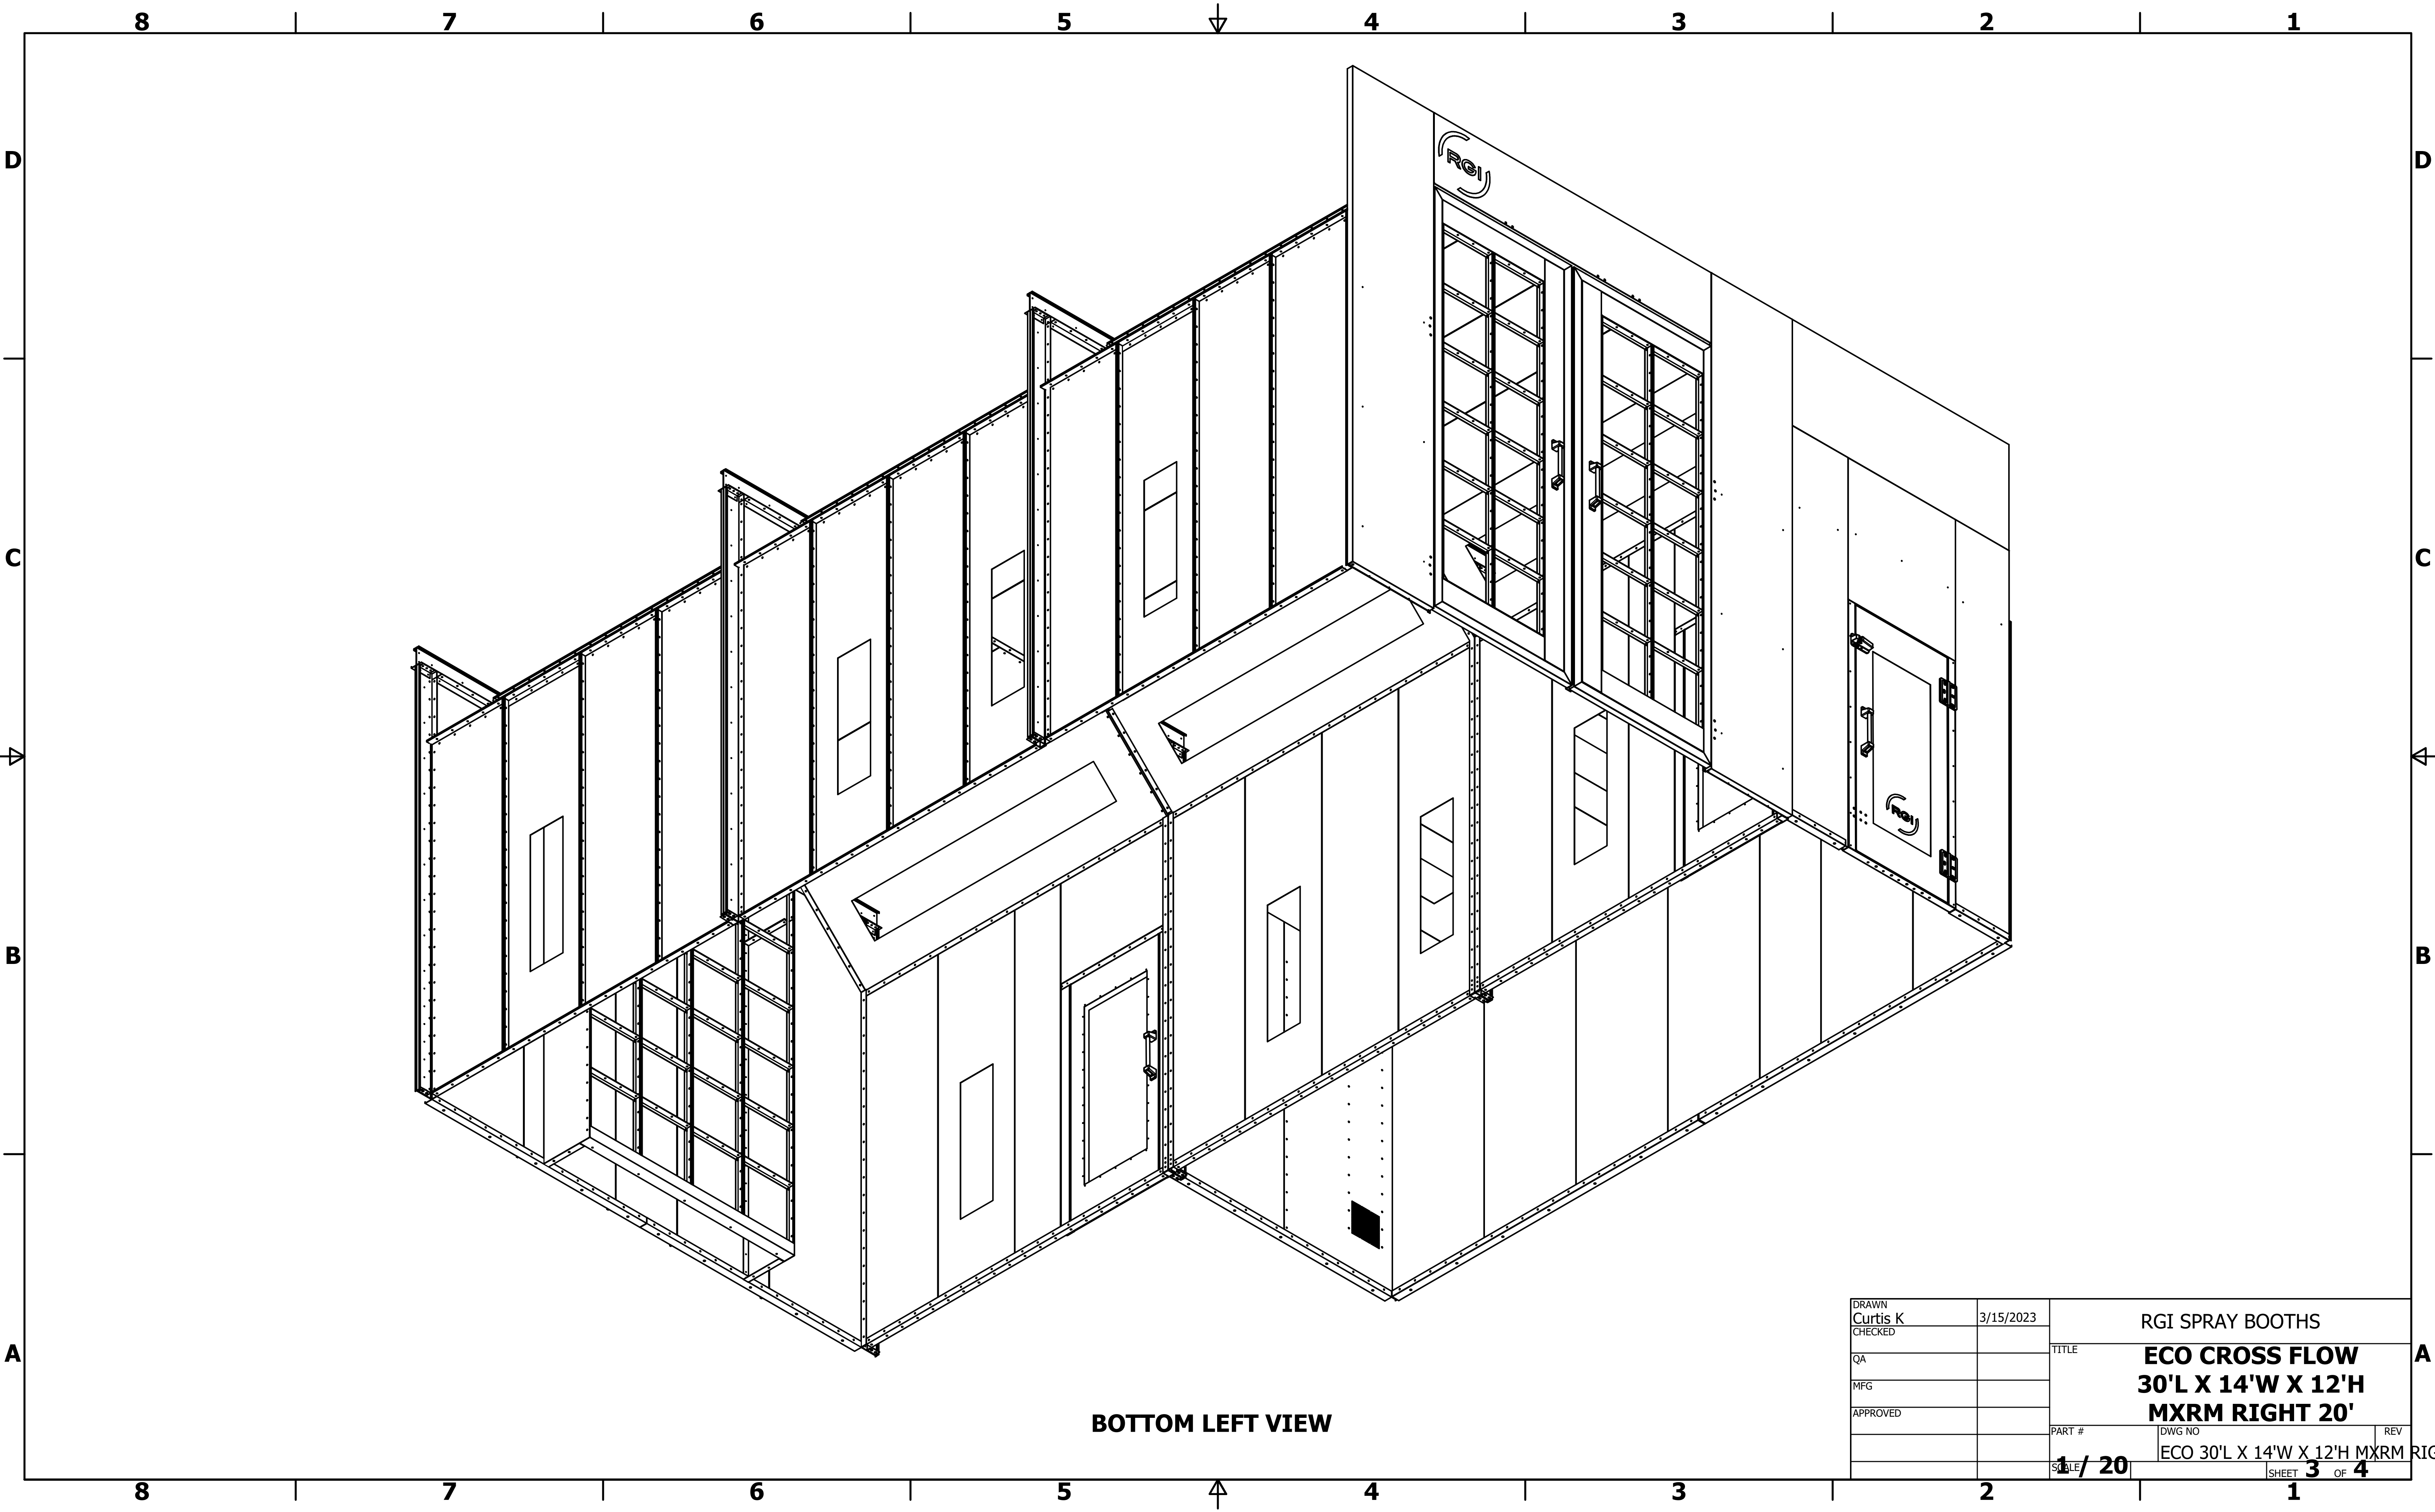 8 7 6 5 4 3 2 1
D D
RGI
C C
RGI
B B
A A
BOTTOM LEFT VIEW
DRAWN
Curtis K 3/15/2023
CHECKED
QA
MFG
APPROVED
RGI SPRAY BOOTHS
TITLE
ECO CROSS FLOW
30'L X 14'W X 12'H
MXRM RIGHT 20'
PART #
DWG NO
REV
ECO 30'L X 14'W X 12'H MXRM RIG
SCALE
1 / 20
SHEET 3 OF 4
8 7 6 5 4 3 2 1